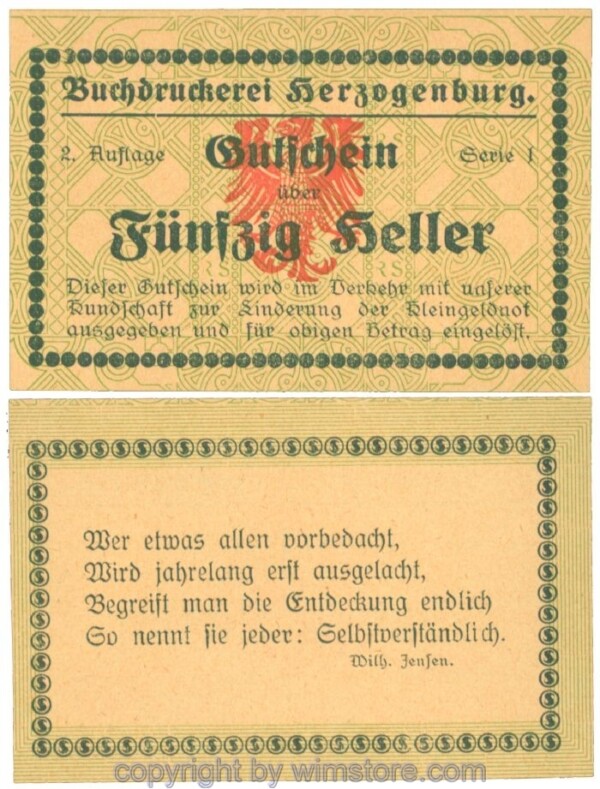 Buchdruckerei Herzogenburg.
2. Auflage Gutschein Serie 1
über
Fünfzig Heller
Dieser Gutschein wird im Verkehr mit unserer
Kundschaft zur Linderung der Kleingeldnot
ausgegeben und für obigen Betrag eingelöst.
Wer etwas allen vorbedacht,
Wird jahrelang erst ausgelacht,
Begreift man die Entdeckung endlich
So nennt sie jeder: Selbstverständlich.
Wilh. Jensen.
copyright by wimstore.com